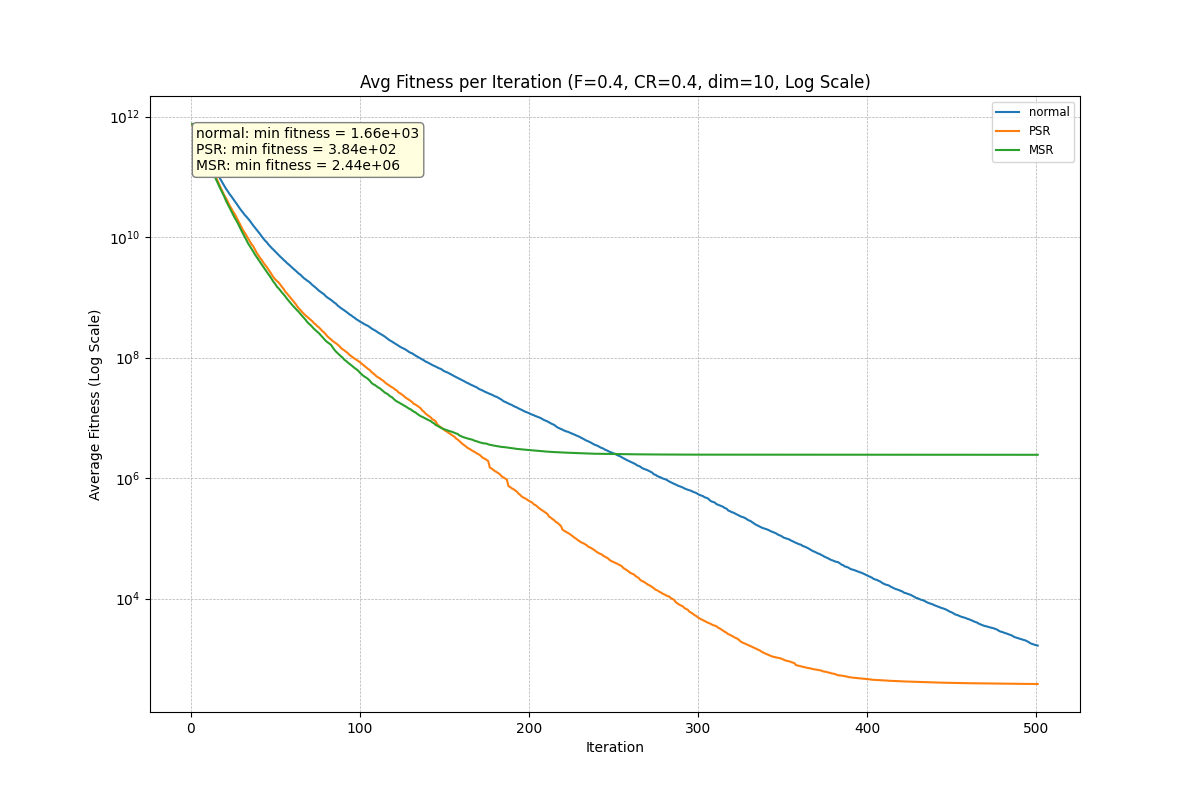 Avg Fitness per Iteration (F=0.4, CR=0.4, dim=10, Log Scale)
normal: min fitness = 1.66e+03
PSR: min fitness = 3.84e+02
MSR: min fitness = 2.44e+06
normal
PSR
MSR
Average Fitness (Log Scale)
10^12
10^10
10^8
10^6
10^4
0 100 200 300 400 500
Iteration